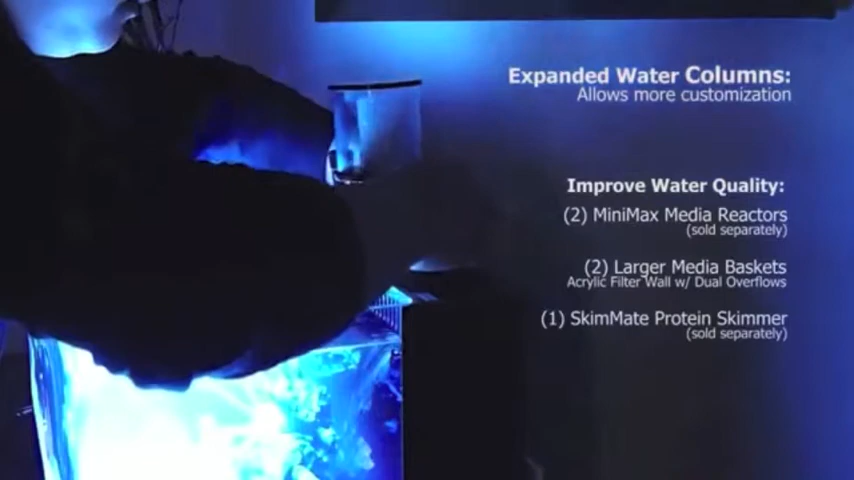 Expanded Water Columns:
Allows more customization
Improve Water Quality:
(2) MiniMax Media Reactors
(sold separately)
(2) Larger Media Baskets
Acrylic Filter Wall w/ Dual Overflows
(1) SkimMate Protein Skimmer
(sold separately)